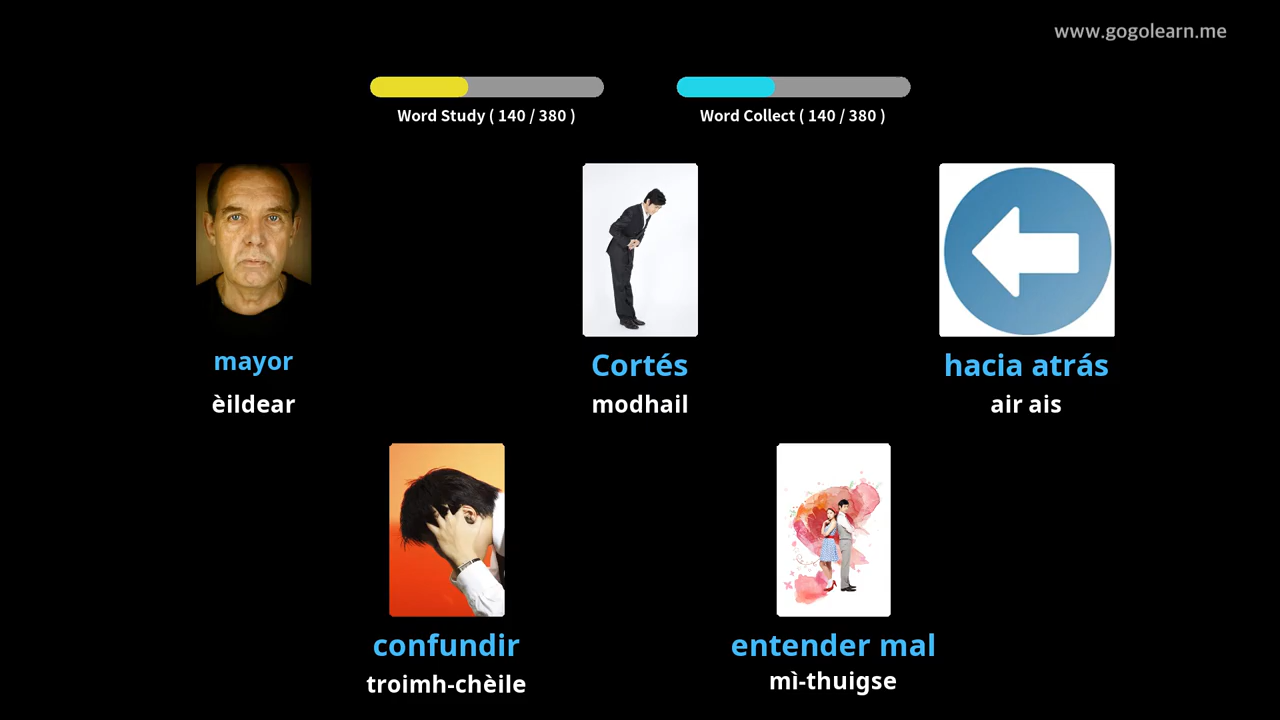 www.gogolearn.me
Word Study ( 140 / 380 )
Word Collect ( 140 / 380 )
mayor
èildear
Cortés
modhail
hacia atrás
air ais
confundir
troimh-chèile
entender mal
mì-thuigse